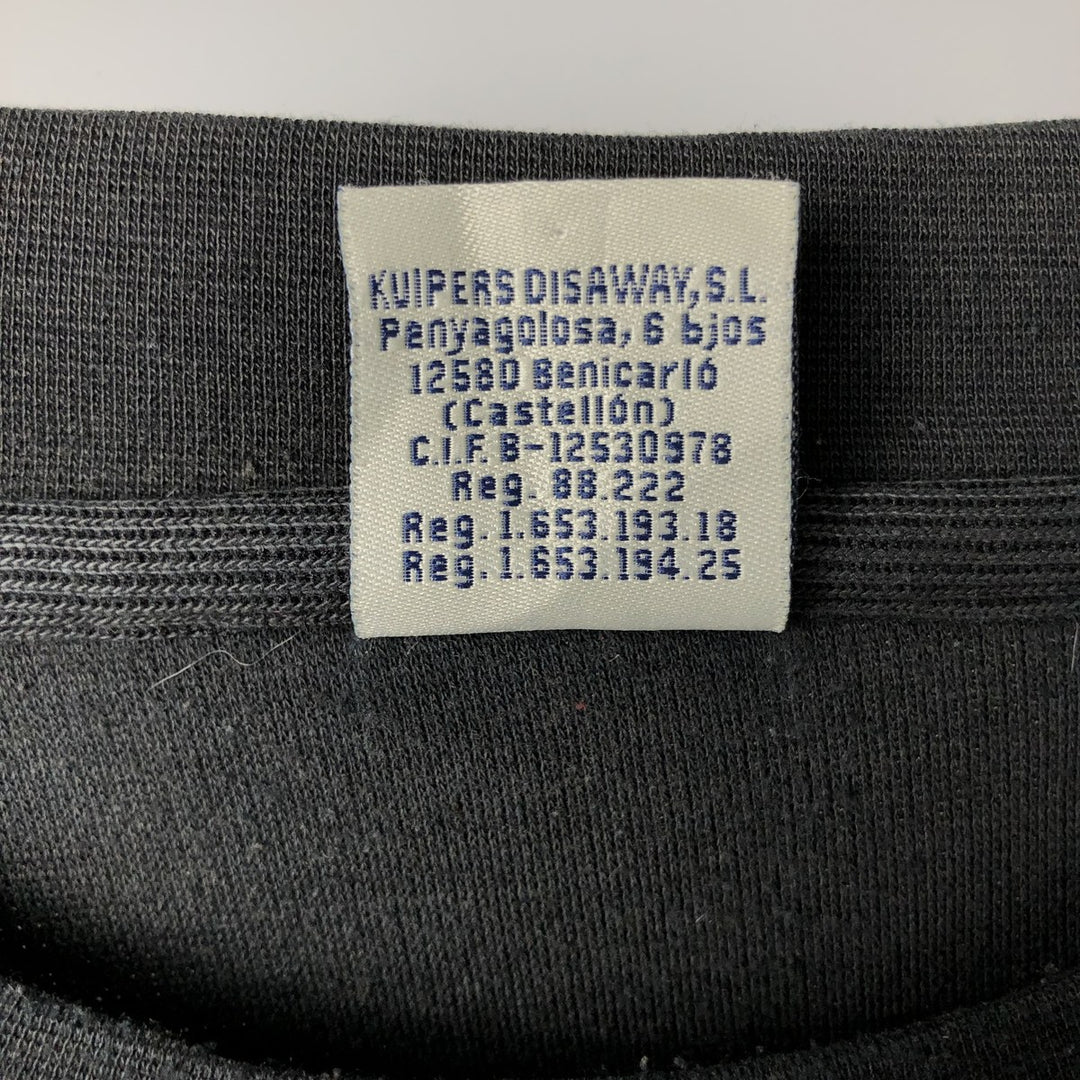 KUIPERS DISAWAY, S.L.
Penyagolosa, 6 bjos
12580 Benicarló
(Castellón)
C.I.F. B-12530978
Reg. 88.222
Reg. 1.653.193.18
Reg. 1.653.194.25